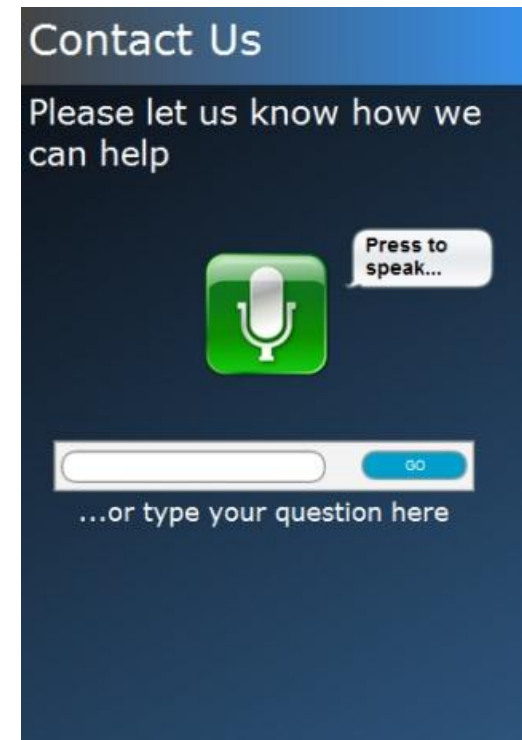 Contact Us
Please let us know how we
can help
Press to
speak...
GO
...or type your question here